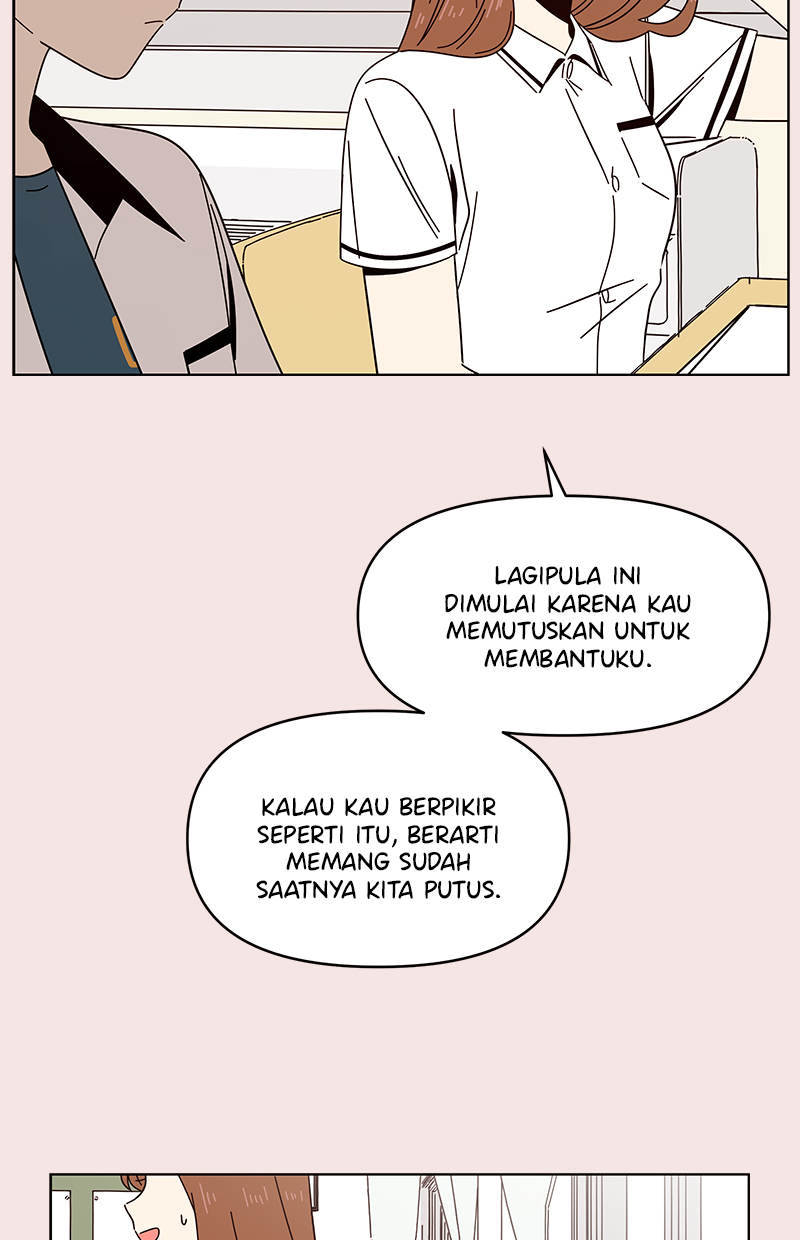 LAGIPULA INI
DIMULAI KARENA KAU
MEMUTUSKAN UNTUK
MEMBANTUKU.
KALAU KAU BERPIKIR
SEPERTI ITU, BERARTI
MEMANG SUDAH
SAATNYA KITA PUTUS.